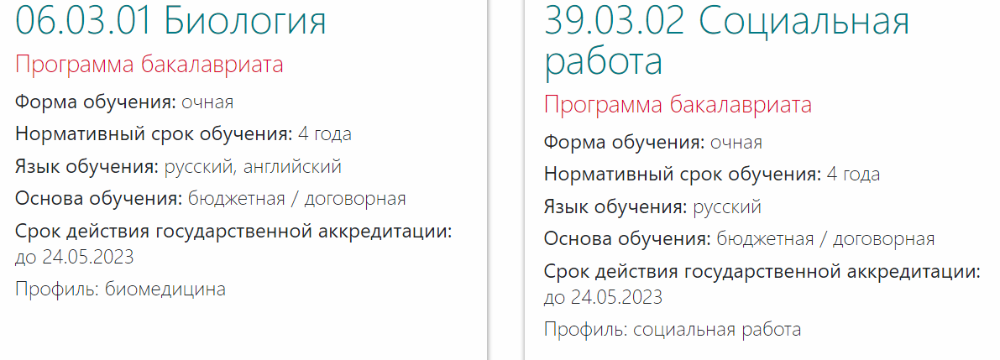 06.03.01 Биология
Программа бакалавриата
Форма обучения: очная
Нормативный срок обучения: 4 года
Язык обучения: русский, английский
Основа обучения: бюджетная / договорная
Срок действия государственной аккредитации:
до 24.05.2023
Профиль: биомедицина
39.03.02 Социальная
работа
Программа бакалавриата
Форма обучения: очная
Нормативный срок обучения: 4 года
Язык обучения: русский
Основа обучения: бюджетная / договорная
Срок действия государственной аккредитации:
до 24.05.2023
Профиль: социальная работа